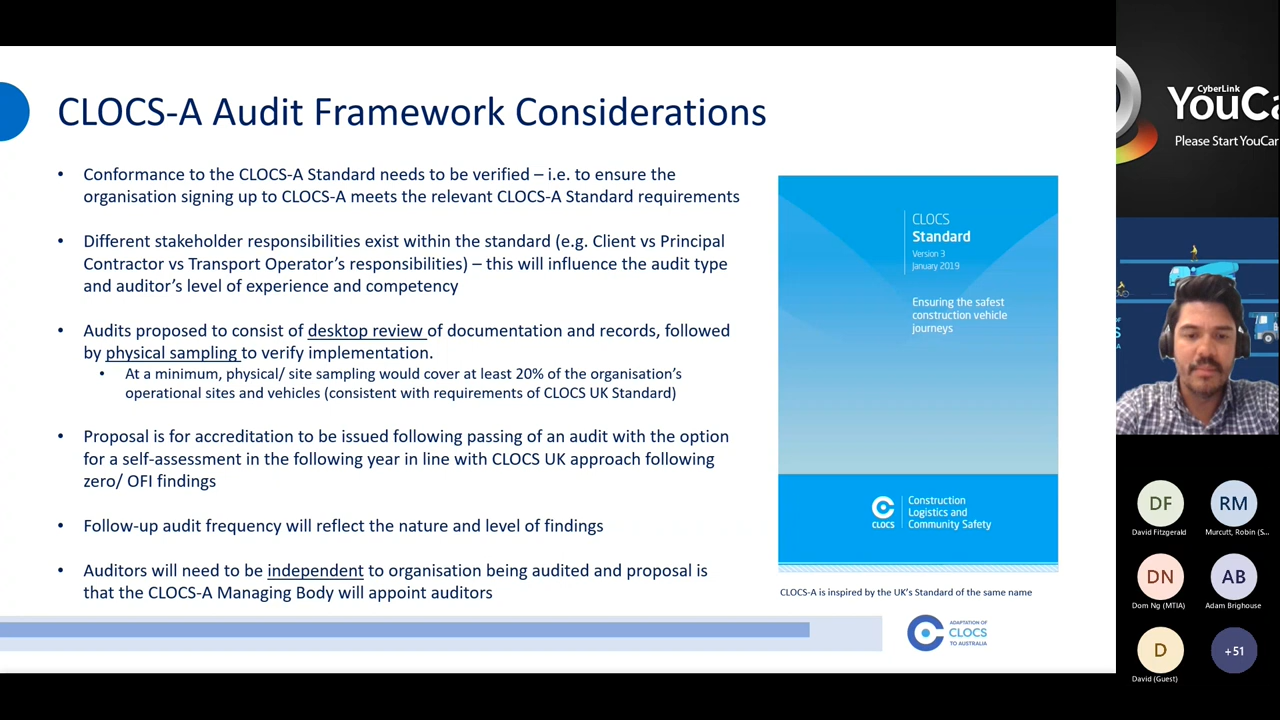 CLOCS-A Audit Framework Considerations
• Conformance to the CLOCS-A Standard needs to be verified – i.e. to ensure the
organisation signing up to CLOCS-A meets the relevant CLOCS-A Standard requirements
• Different stakeholder responsibilities exist within the standard (e.g. Client vs Principal
Contractor vs Transport Operator's responsibilities) – this will influence the audit type
and auditor's level of experience and competency
• Audits proposed to consist of desktop review of documentation and records, followed
by physical sampling to verify implementation.
• At a minimum, physical/ site sampling would cover at least 20% of the organisation's
operational sites and vehicles (consistent with requirements of CLOCS UK Standard)
• Proposal is for accreditation to be issued following passing of an audit with the option
for a self-assessment in the following year in line with CLOCS UK approach following
zero/ OFI findings
• Follow-up audit frequency will reflect the nature and level of findings
• Auditors will need to be independent to organisation being audited and proposal is
that the CLOCS-A Managing Body will appoint auditors
CLOCS
Standard
Version 3
January 2019
Ensuring the safest
construction vehicle
journeys
CLOCS
Construction
Logistics and
Community Safety
CLOCS-A is inspired by the UK's Standard of the same name
ADAPTATION OF
CLOCS
TO AUSTRALIA
CyberLink
YouCa
Please Start YouCar
DF
David Fitzgerald
RM
Murcutt, Robin (S...
DN
Dom Ng (MTIA)
AB
Adam Brighouse
D
David (Guest)
+51